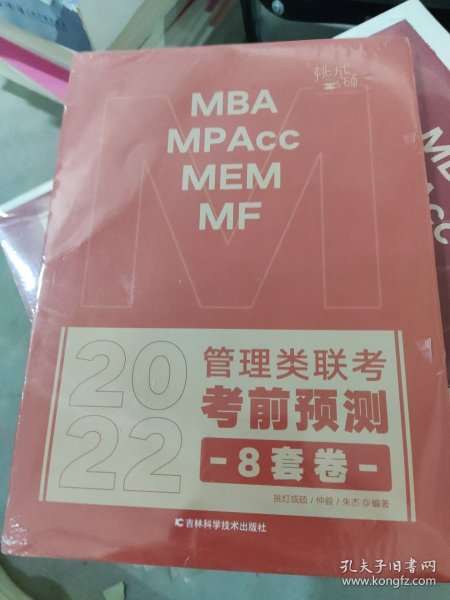 挑灯成硕
MBA
MPAcc
MEM
MF
2022
管理类联考
考前预测
-8套卷-
挑灯成硕 / 仲毅 / 朱杰 ◎ 编著
吉林科学技术出版社
孔夫子旧书网
www.kongfz.com